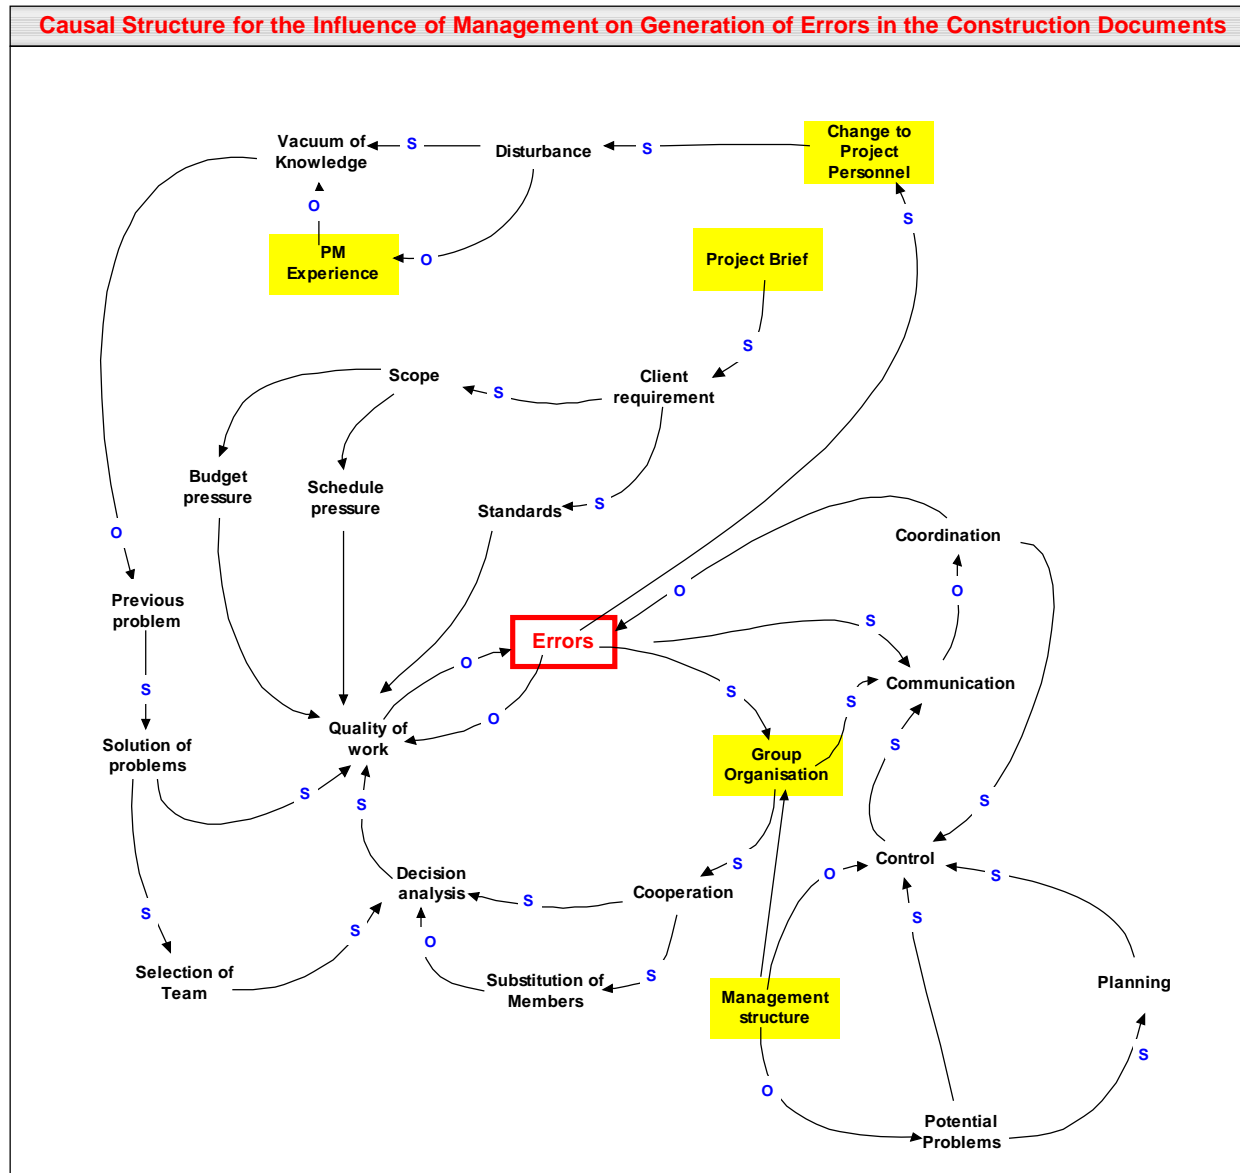 Causal Structure for the Influence of Management on Generation of Errors in the Construction Documents
Vacuum of
Knowledge
S
Disturbance
S
Change to
Project
Personnel
O
S
PM
Experience
O
Project Brief
S
Scope
S
Client
requirement
Budget
pressure
Schedule
pressure
Standards
S
O
Coordination
Previous
problem
O
O
Errors
S
O
S
S
S
Communication
O
S
Solution of
problems
Quality of
work
Group
Organisation
S
S
S
S
Decision
analysis
S
Cooperation
O
Control
S
S
S
S
O
S
Selection of
Team
Substitution of
Members
S
Management
structure
Planning
O
S
Potential
Problems